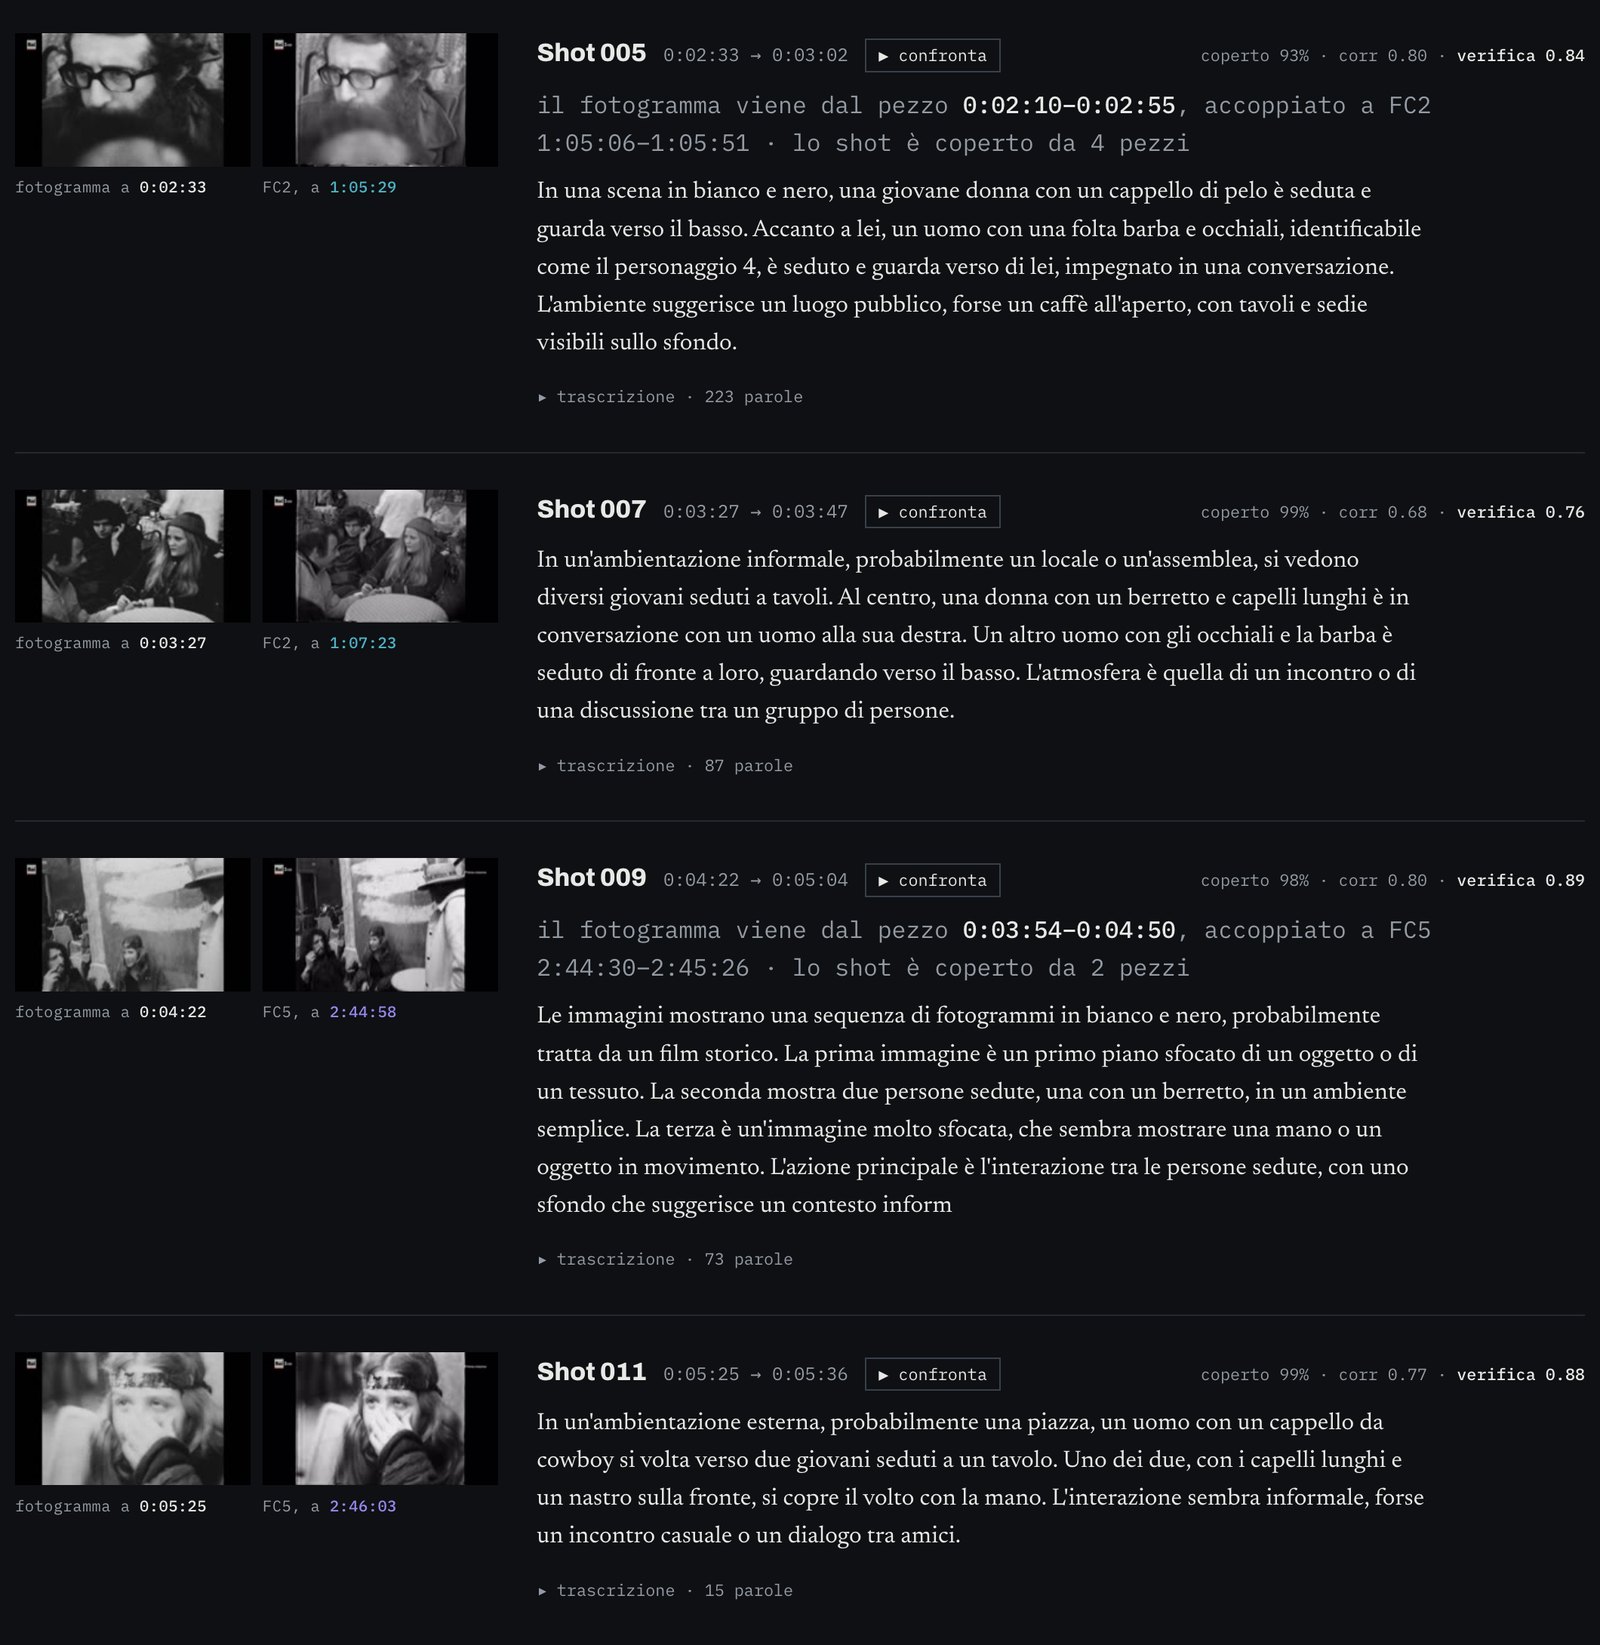 Shot 005 0:02:33 → 0:03:02 ▶ confronta coperto 93% · corr 0.80 · verifica 0.84
il fotogramma viene dal pezzo 0:02:10–0:02:55, accoppiato a FC2
1:05:06–1:05:51 · lo shot è coperto da 4 pezzi
fotogramma a 0:02:33 FC2, a 1:05:29
In una scena in bianco e nero, una giovane donna con un cappello di pelo è seduta e
guarda verso il basso. Accanto a lei, un uomo con una folta barba e occhiali, identificabile
come il personaggio 4, è seduto e guarda verso di lei, impegnato in una conversazione.
L'ambiente suggerisce un luogo pubblico, forse un caffè all'aperto, con tavoli e sedie
visibili sullo sfondo.
▸ trascrizione · 223 parole
Shot 007 0:03:27 → 0:03:47 ▶ confronta coperto 99% · corr 0.68 · verifica 0.76
fotogramma a 0:03:27 FC2, a 1:07:23
In un'ambientazione informale, probabilmente un locale o un'assemblea, si vedono
diversi giovani seduti a tavoli. Al centro, una donna con un berretto e capelli lunghi è in
conversazione con un uomo alla sua destra. Un altro uomo con gli occhiali e la barba è
seduto di fronte a loro, guardando verso il basso. L'atmosfera è quella di un incontro o di
una discussione tra un gruppo di persone.
▸ trascrizione · 87 parole
Shot 009 0:04:22 → 0:05:04 ▶ confronta coperto 98% · corr 0.80 · verifica 0.89
il fotogramma viene dal pezzo 0:03:54–0:04:50, accoppiato a FC5
2:44:30–2:45:26 · lo shot è coperto da 2 pezzi
fotogramma a 0:04:22 FC5, a 2:44:58
Le immagini mostrano una sequenza di fotogrammi in bianco e nero, probabilmente
tratta da un film storico. La prima immagine è un primo piano sfocato di un oggetto o di
un tessuto. La seconda mostra due persone sedute, una con un berretto, in un ambiente
semplice. La terza è un'immagine molto sfocata, che sembra mostrare una mano o un
oggetto in movimento. L'azione principale è l'interazione tra le persone sedute, con uno
sfondo che suggerisce un contesto inform
▸ trascrizione · 73 parole
Shot 011 0:05:25 → 0:05:36 ▶ confronta coperto 99% · corr 0.77 · verifica 0.88
fotogramma a 0:05:25 FC5, a 2:46:03
In un'ambientazione esterna, probabilmente una piazza, un uomo con un cappello da
cowboy si volta verso due giovani seduti a un tavolo. Uno dei due, con i capelli lunghi e
un nastro sulla fronte, si copre il volto con la mano. L'interazione sembra informale, forse
un incontro casuale o un dialogo tra amici.
▸ trascrizione · 15 parole